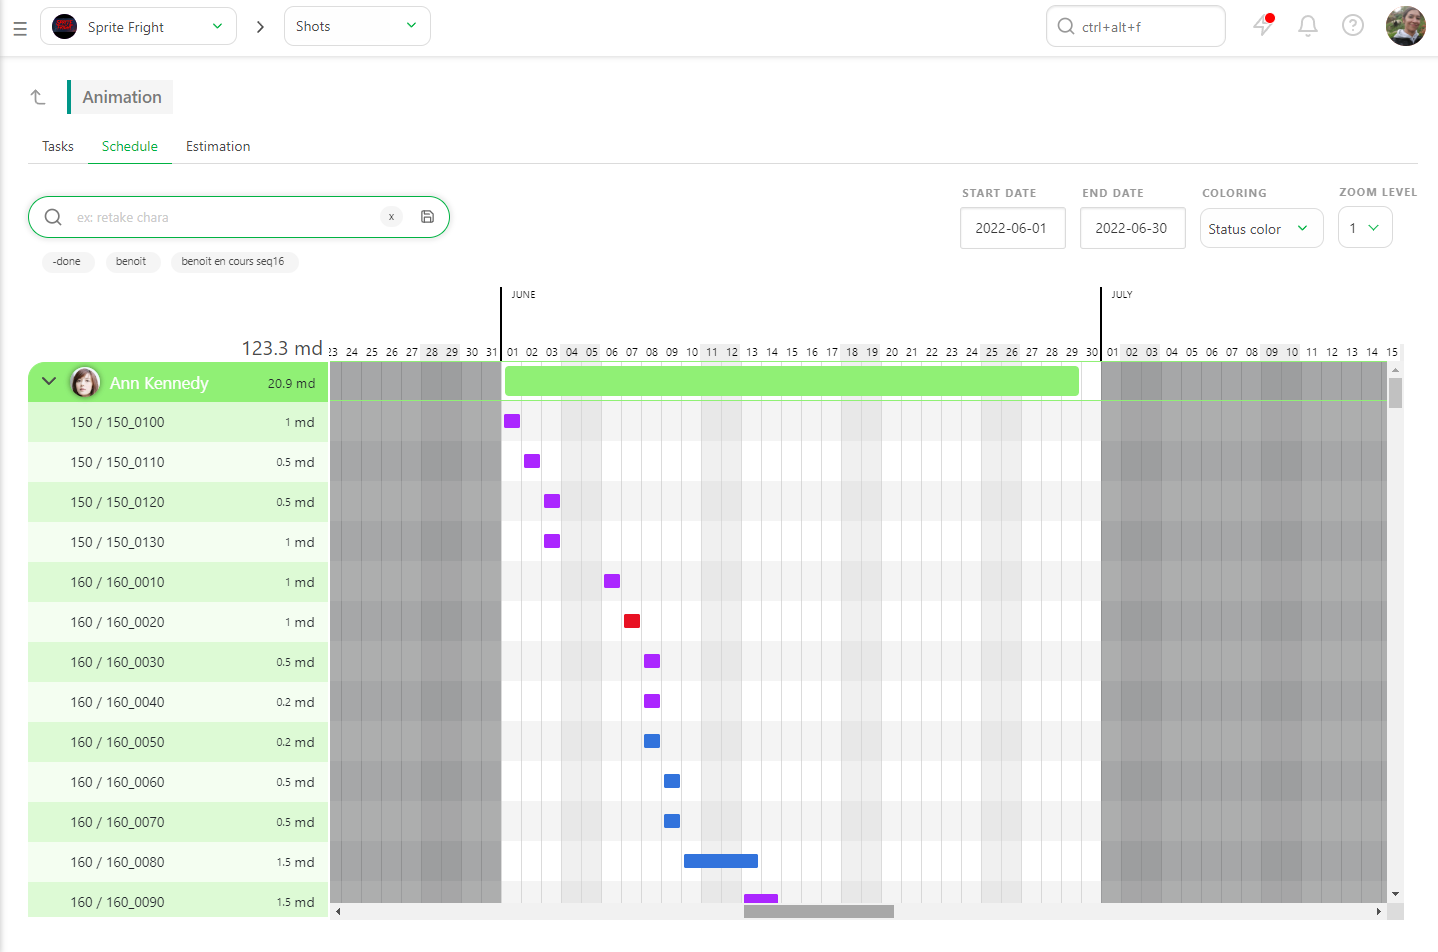 Sprite Fright
Shots
ctrl+alt+f
Animation
Tasks Schedule Estimation
START DATE END DATE COLORING ZOOM LEVEL
ex: retake chara x
2022-06-01 2022-06-30 Status color 1
-done benoit benoit en cours seq16
JUNE JULY
123.3 md
23 24 25 26 27 28 29 30 31 01 02 03 04 05 06 07 08 09 10 11 12 13 14 15 16 17 18 19 20 21 22 23 24 25 26 27 28 29 30 01 02 03 04 05 06 07 08 09 10 11 12 13 14 15
Ann Kennedy 20.9 md
150 / 150_0100 1 md
150 / 150_0110 0.5 md
150 / 150_0120 0.5 md
150 / 150_0130 1 md
160 / 160_0010 1 md
160 / 160_0020 1 md
160 / 160_0030 0.5 md
160 / 160_0040 0.2 md
160 / 160_0050 0.2 md
160 / 160_0060 0.5 md
160 / 160_0070 0.5 md
160 / 160_0080 1.5 md
160 / 160_0090 1.5 md